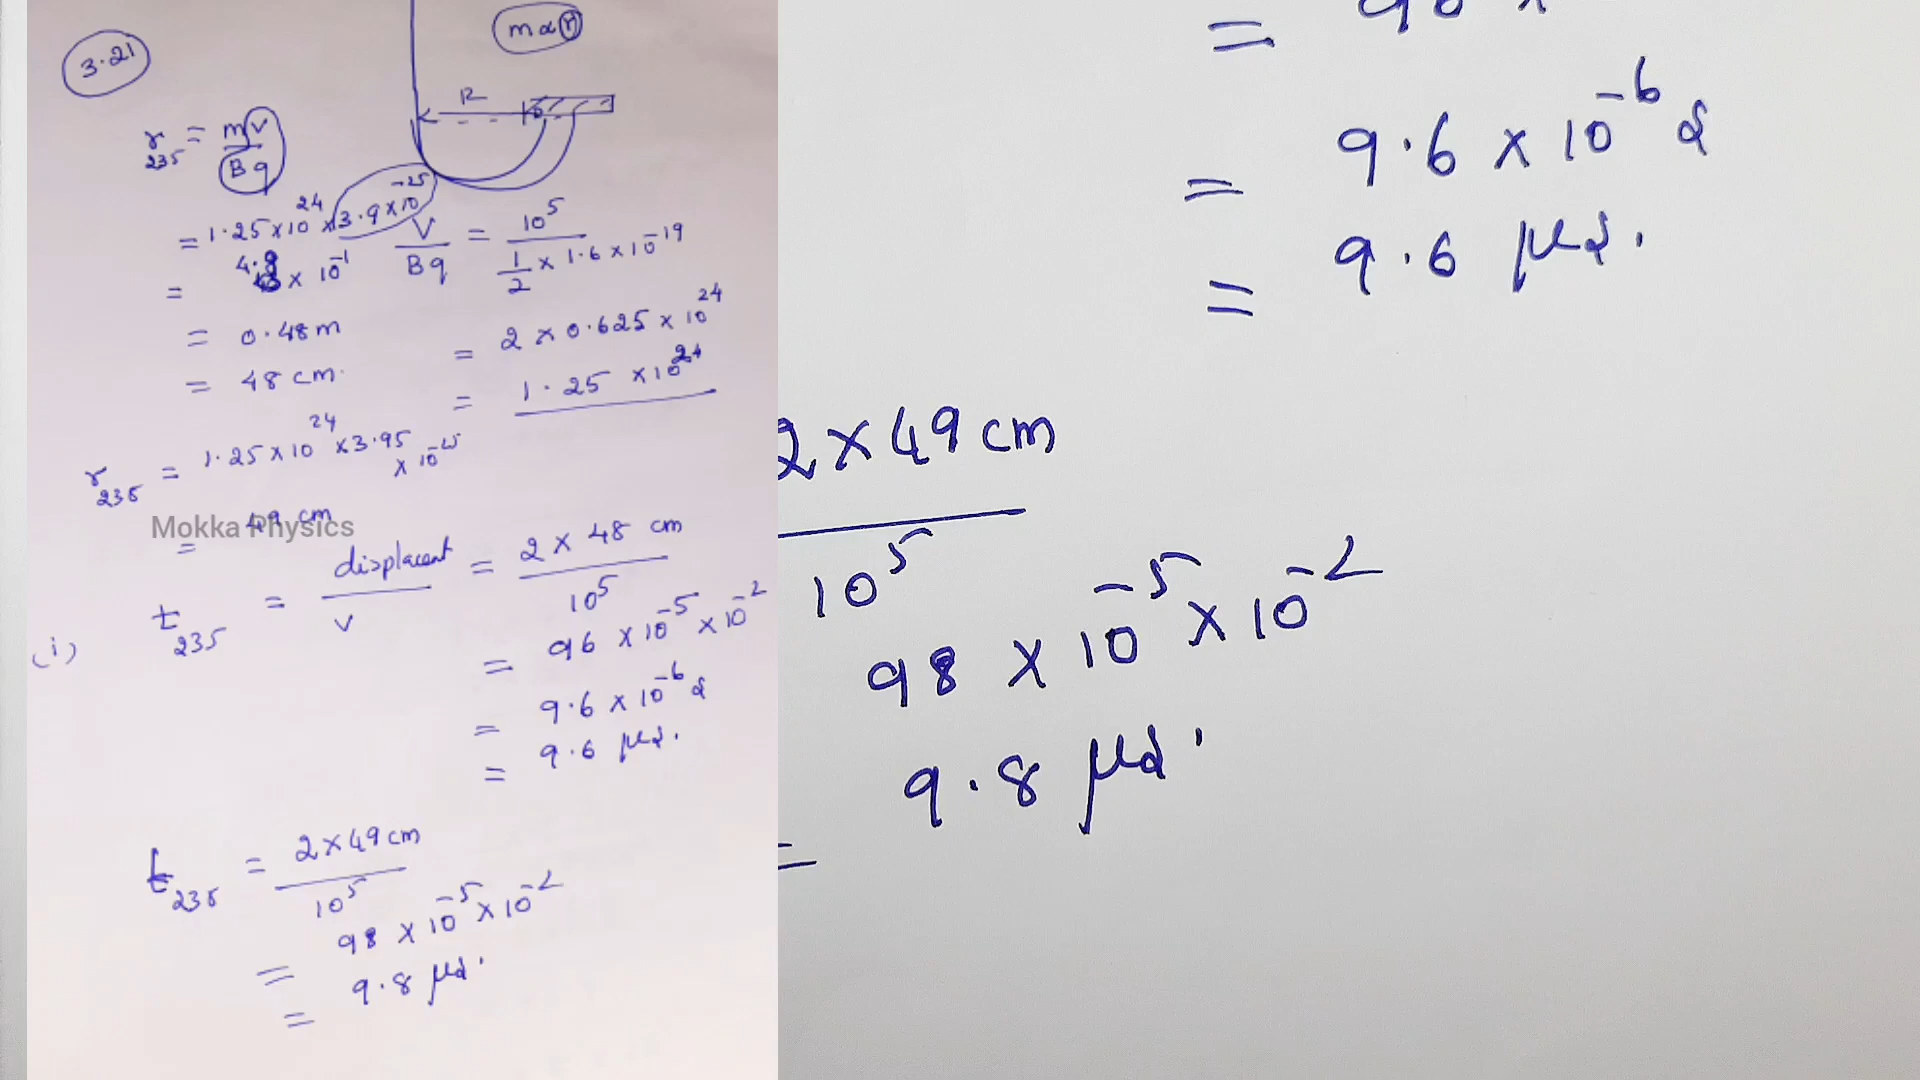 3.21
m α r
R
r235 = mv / Bq
= 1.25 × 10^24 × 3.9 × 10^-25
= 4.8 × 10^-1
= 0.48 m
= 48 cm.
V / Bq = 10^5 / (1/2 × 1.6 × 10^-19)
= 2 × 0.625 × 10^24
= 1.25 × 10^24
r238 = 1.25 × 10^24 × 3.95 × 10^-25
= 49 cm
Mokka Physics
(i) t235 = displacent / v = 2 × 48 cm / 10^5
= 96 × 10^-5 × 10^-2
= 9.6 × 10^-6 s
= 9.6 μs.
t238 = 2 × 49 cm / 10^5
= 98 × 10^-5 × 10^-2
= 9.8 μs.
= 9.6 × 10^-6 s
= 9.6 μs.
2 × 49 cm
10^5
98 × 10^-5 × 10^-2
= 9.8 μs.